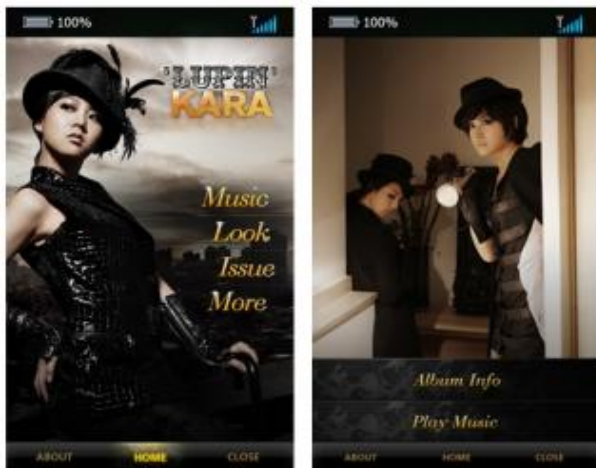 100%
'LUPIN'
KARA
Music
Look
Issue
More
ABOUT
HOME
CLOSE
100%
Album Info
Play Music
ABOUT
HOME
CLOSE